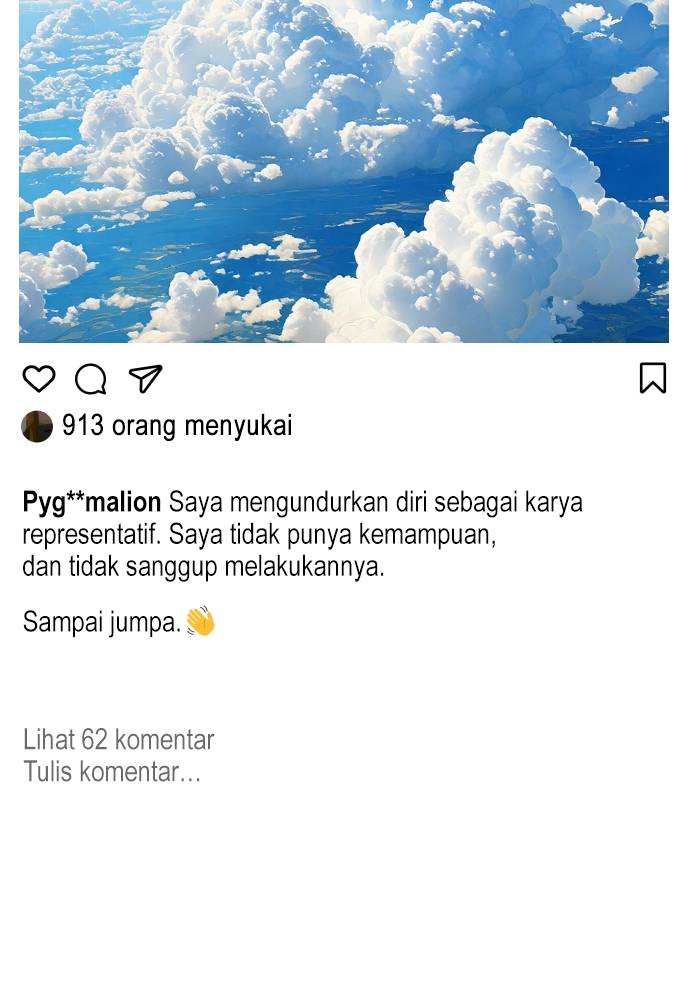 913 orang menyukai
Pyg**malion Saya mengundurkan diri sebagai karya
representatif. Saya tidak punya kemampuan,
dan tidak sanggup melakukannya.
Sampai jumpa.👋
Lihat 62 komentar
Tulis komentar...